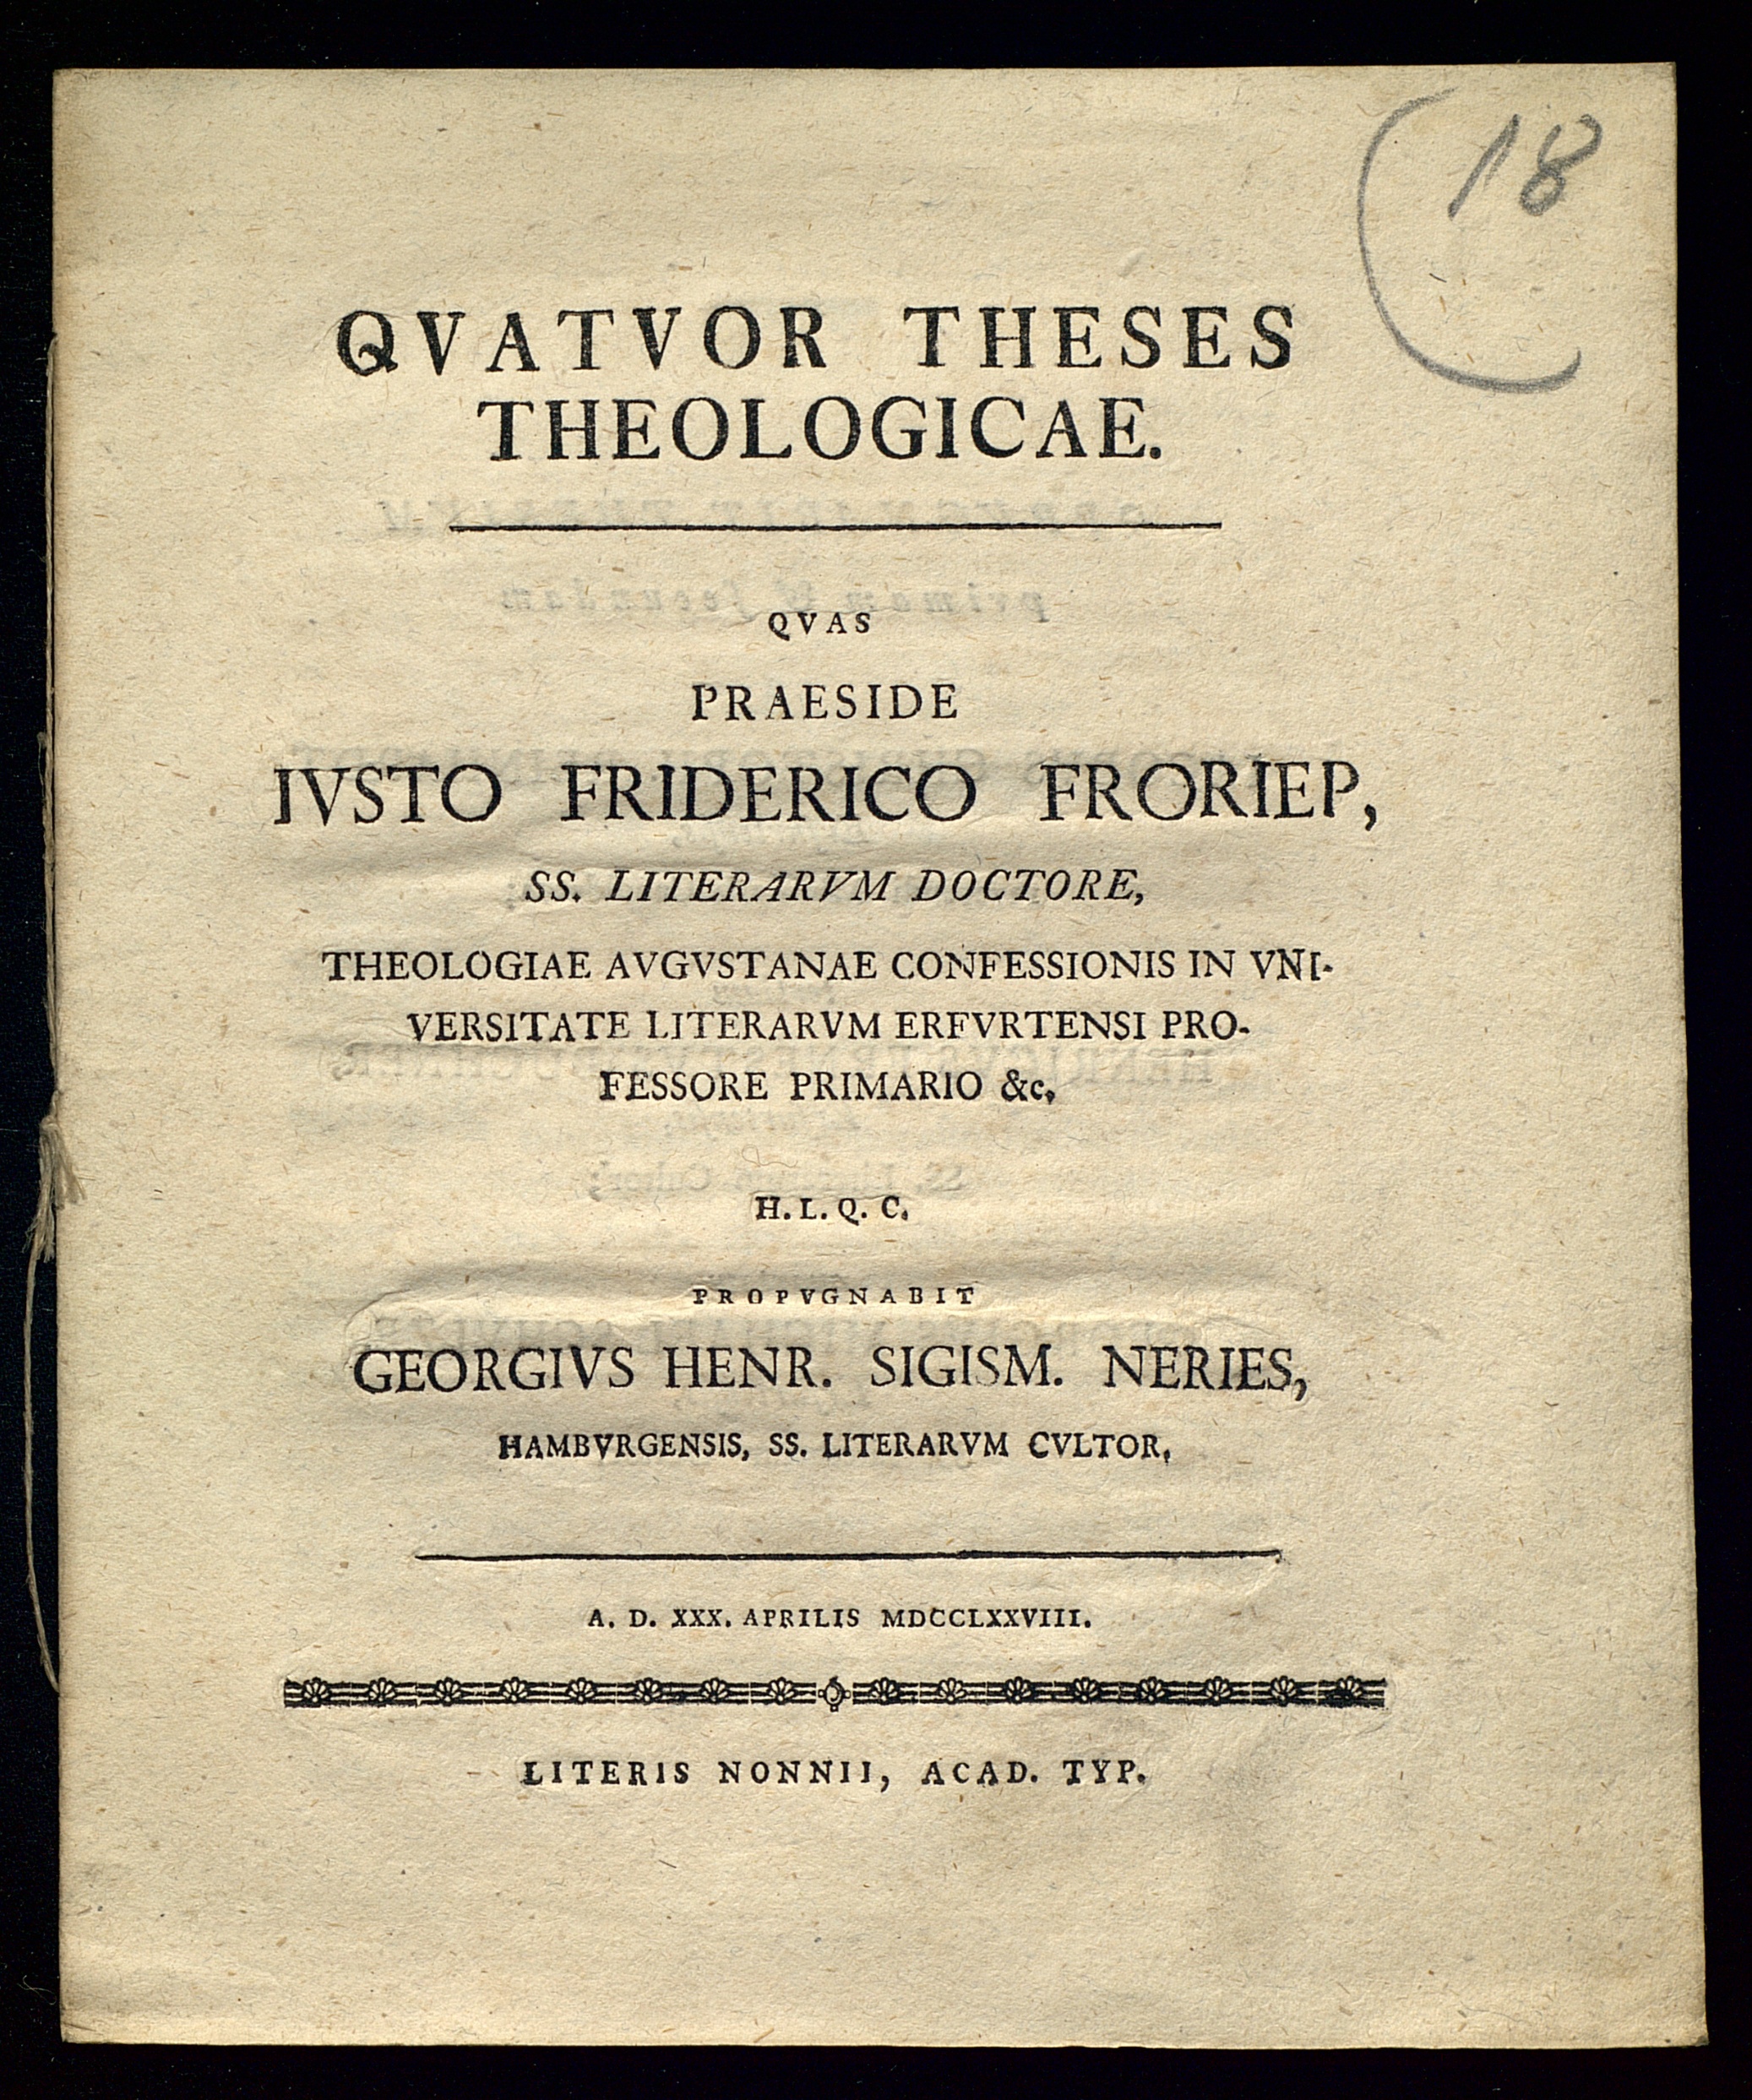 18
QVATVOR THESES
THEOLOGICAE.
QVAS
PRAESIDE
IVSTO FRIDERICO FRORIEP,
SS. LITERARVM DOCTORE,
THEOLOGIAE AVGVSTANAE CONFESSIONIS IN VNI-
VERSITATE LITERARVM ERFVRTENSI PRO-
FESSORE PRIMARIO &c.
H. L. Q. C.
PROPVGNABIT
GEORGIVS HENR. SIGISM. NERIES,
HAMBVRGENSIS, SS. LITERARVM CVLTOR,
A. D. XXX. APRILIS MDCCLXXVIII.
LITERIS NONNII, ACAD. TYP.